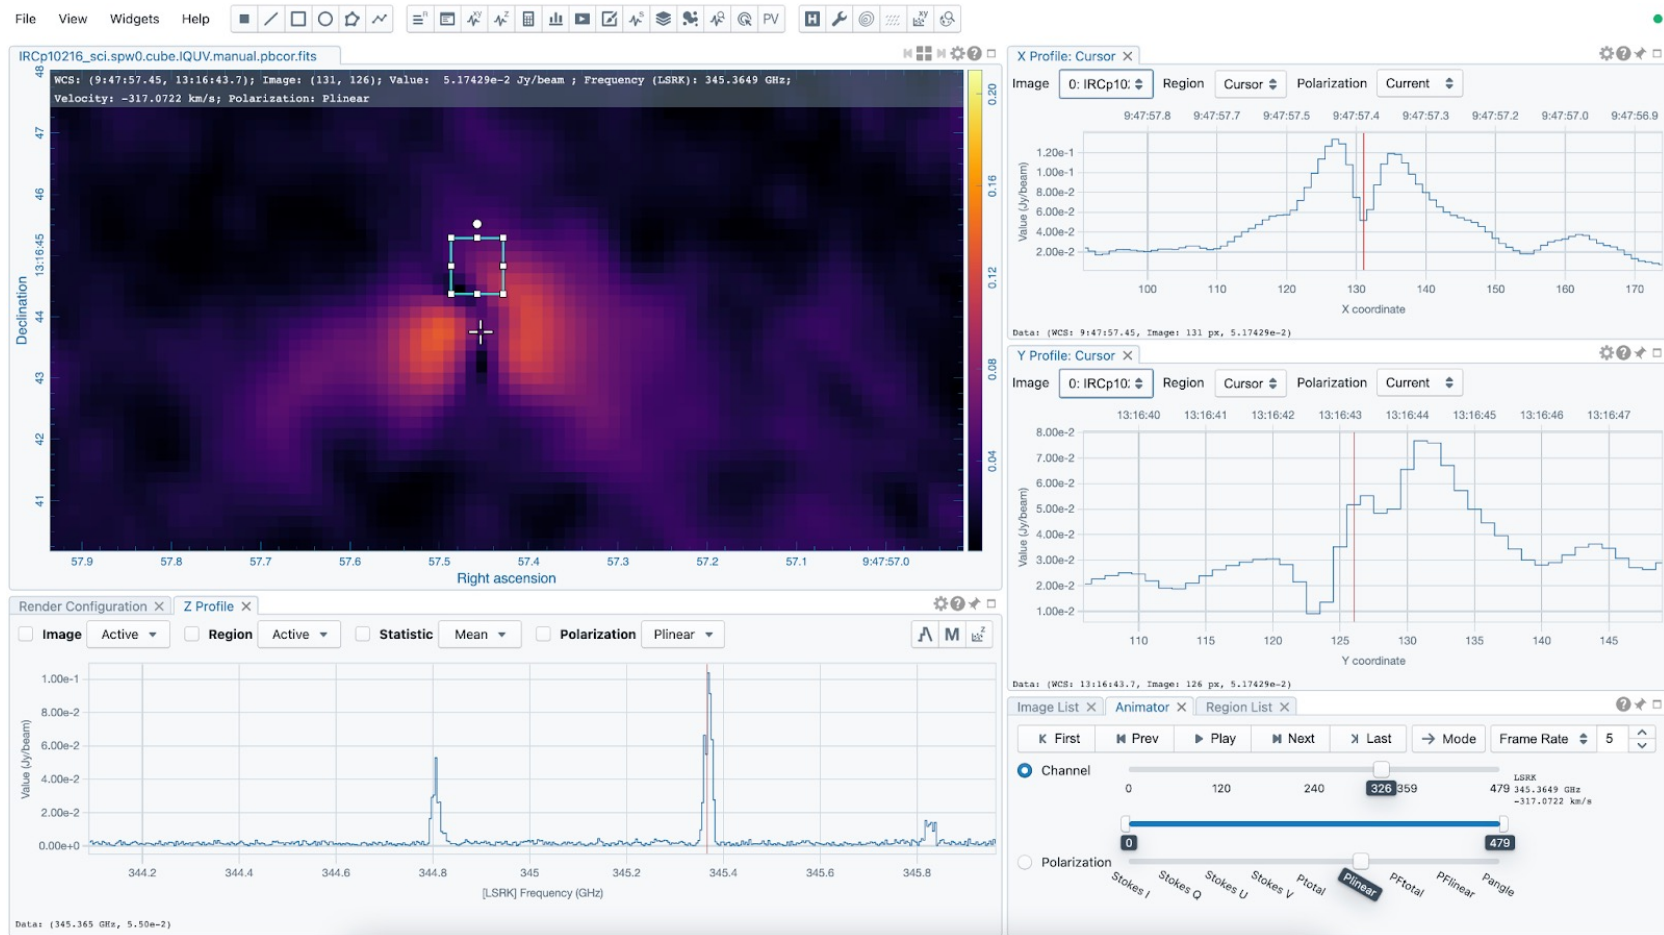 File View Widgets Help PV
IRCp10216_sci.spw0.cube.IQUV.manual.pbcor.fits
WCS: (9:47:57.45, 13:16:43.7); Image: (131, 126); Value:  5.17429e-2 Jy/beam ; Frequency (LSRK): 345.3649 GHz;
Velocity: -317.0722 km/s; Polarization: Plinear
48
47
46
13:16:45
44
43
42
41
Declination
57.9 57.8 57.7 57.6 57.5 57.4 57.3 57.2 57.1 9:47:57.0
Right ascension
0.20
0.16
0.12
0.08
0.04
Render Configuration Z Profile
Image Active Region Active Statistic Mean Polarization Plinear M
Value (Jy/beam)
1.00e-1
8.00e-2
6.00e-2
4.00e-2
2.00e-2
0.00e+0
344.2 344.4 344.6 344.8 345 345.2 345.4 345.6 345.8
[LSRK] Frequency (GHz)
Data: (345.365 GHz, 5.50e-2)
X Profile: Cursor
Image 0: IRCp10: Region Cursor Polarization Current
9:47:57.8 9:47:57.7 9:47:57.5 9:47:57.4 9:47:57.3 9:47:57.2 9:47:57.0 9:47:56.9
Value (Jy/beam)
1.20e-1
1.00e-1
8.00e-2
6.00e-2
4.00e-2
2.00e-2
100 110 120 130 140 150 160 170
X coordinate
Data: (WCS: 9:47:57.45, Image: 131 px, 5.17429e-2)
Y Profile: Cursor
Image 0: IRCp10: Region Cursor Polarization Current
13:16:40 13:16:41 13:16:42 13:16:43 13:16:44 13:16:45 13:16:46 13:16:47
Value (Jy/beam)
8.00e-2
7.00e-2
6.00e-2
5.00e-2
4.00e-2
3.00e-2
2.00e-2
1.00e-2
110 115 120 125 130 135 140 145
Y coordinate
Data: (WCS: 13:16:43.7, Image: 126 px, 5.17429e-2)
Image List Animator Region List
First Prev Play Next Last Mode Frame Rate 5
Channel
0 120 240 326 359 479
LSRK
345.3649 GHz
-317.0722 km/s
0 479
Polarization
Stokes I Stokes Q Stokes U Stokes V Ptotal Plinear PFtotal PFlinear Pangle